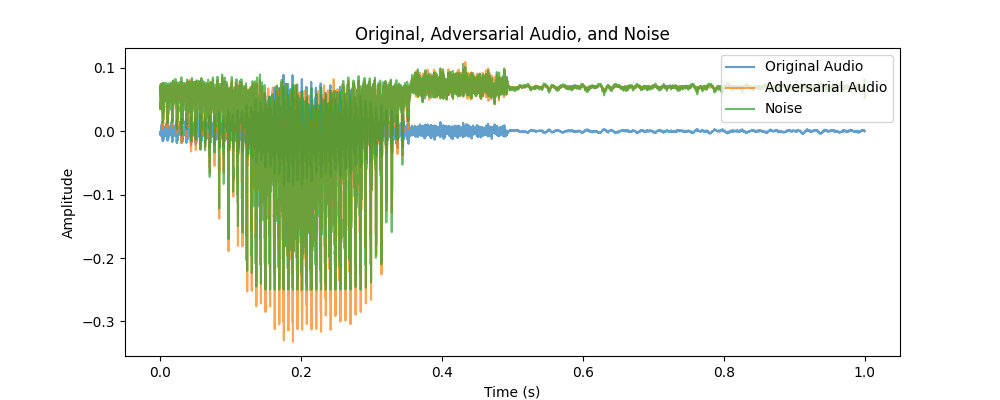 Original, Adversarial Audio, and Noise
Amplitude
0.1
0.0
−0.1
−0.2
−0.3
Original Audio
Adversarial Audio
Noise
0.0 0.2 0.4 0.6 0.8 1.0
Time (s)